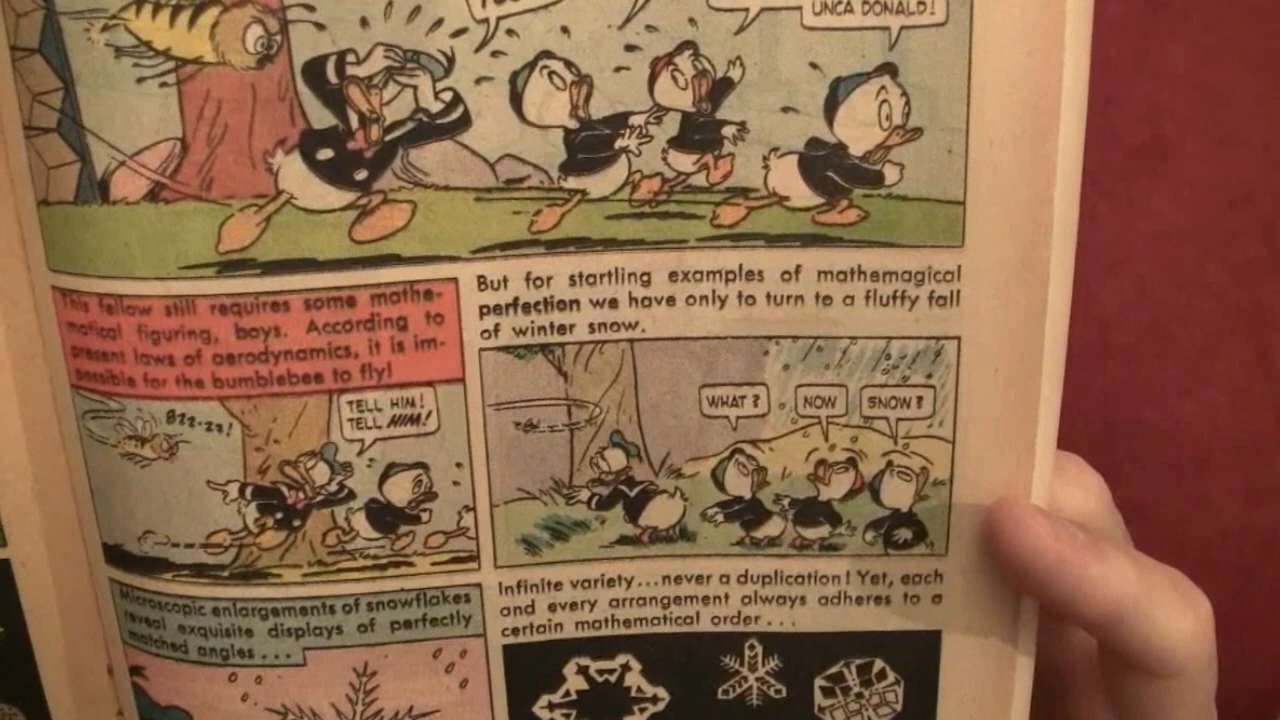 UNCA DONALD!
This fellow still requires some mathe-
matical figuring, boys. According to
present laws of aerodynamics, it is im-
possible for the bumblebee to fly!
But for startling examples of mathemagical
perfection we have only to turn to a fluffy fall
of winter snow.
BZZ-ZZ!
TELL HIM!
TELL HIM!
WHAT?
NOW
SNOW?
Microscopic enlargements of snowflakes
reveal exquisite displays of perfectly
matched angles...
Infinite variety...never a duplication! Yet, each
and every arrangement always adheres to a
certain mathematical order...